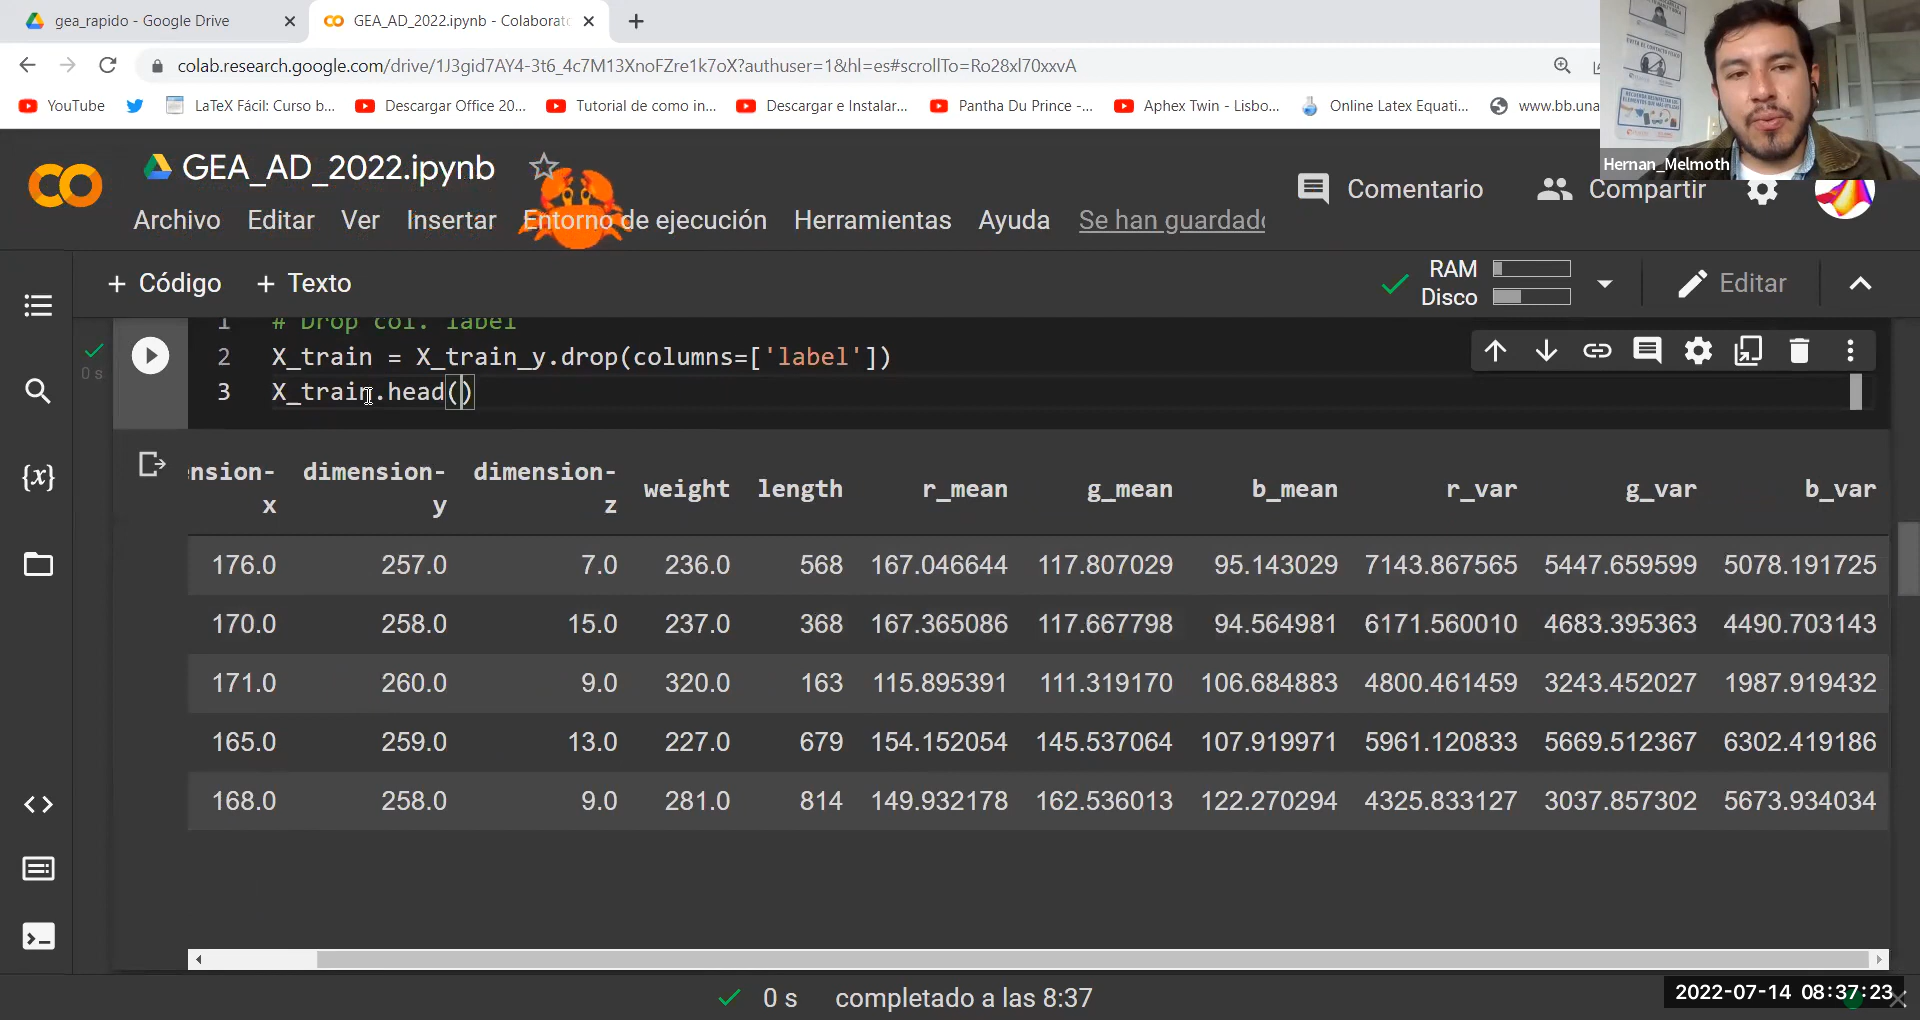 gea_rapido - Google Drive
GEA_AD_2022.ipynb - Colaborato
colab.research.google.com/drive/1J3gid7AY4-3t6_4c7M13XnoFZre1k7oX?authuser=1&hl=es#scrollTo=Ro28xl70xxvA
YouTube LaTeX Fácil: Curso b... Descargar Office 20... Tutorial de como in... Descargar e Instalar... Pantha Du Prince -... Aphex Twin - Lisbo... Online Latex Equati... www.bb.una
Hernan_Melmoth
CO GEA_AD_2022.ipynb
Comentario Compartir
Archivo Editar Ver Insertar Entorno de ejecución Herramientas Ayuda Se han guardado
+ Código + Texto
RAM
Disco
Editar
1 # Drop col. label
2 X_train = X_train_y.drop(columns=['label'])
3 X_train.head()
0 s
nsion-x dimension-y dimension-z weight length r_mean g_mean b_mean r_var g_var b_var
176.0 257.0 7.0 236.0 568 167.046644 117.807029 95.143029 7143.867565 5447.659599 5078.191725
170.0 258.0 15.0 237.0 368 167.365086 117.667798 94.564981 6171.560010 4683.395363 4490.703143
171.0 260.0 9.0 320.0 163 115.895391 111.319170 106.684883 4800.461459 3243.452027 1987.919432
165.0 259.0 13.0 227.0 679 154.152054 145.537064 107.919971 5961.120833 5669.512367 6302.419186
168.0 258.0 9.0 281.0 814 149.932178 162.536013 122.270294 4325.833127 3037.857302 5673.934034
{x}
0 s completado a las 8:37
2022-07-14 08:37:23